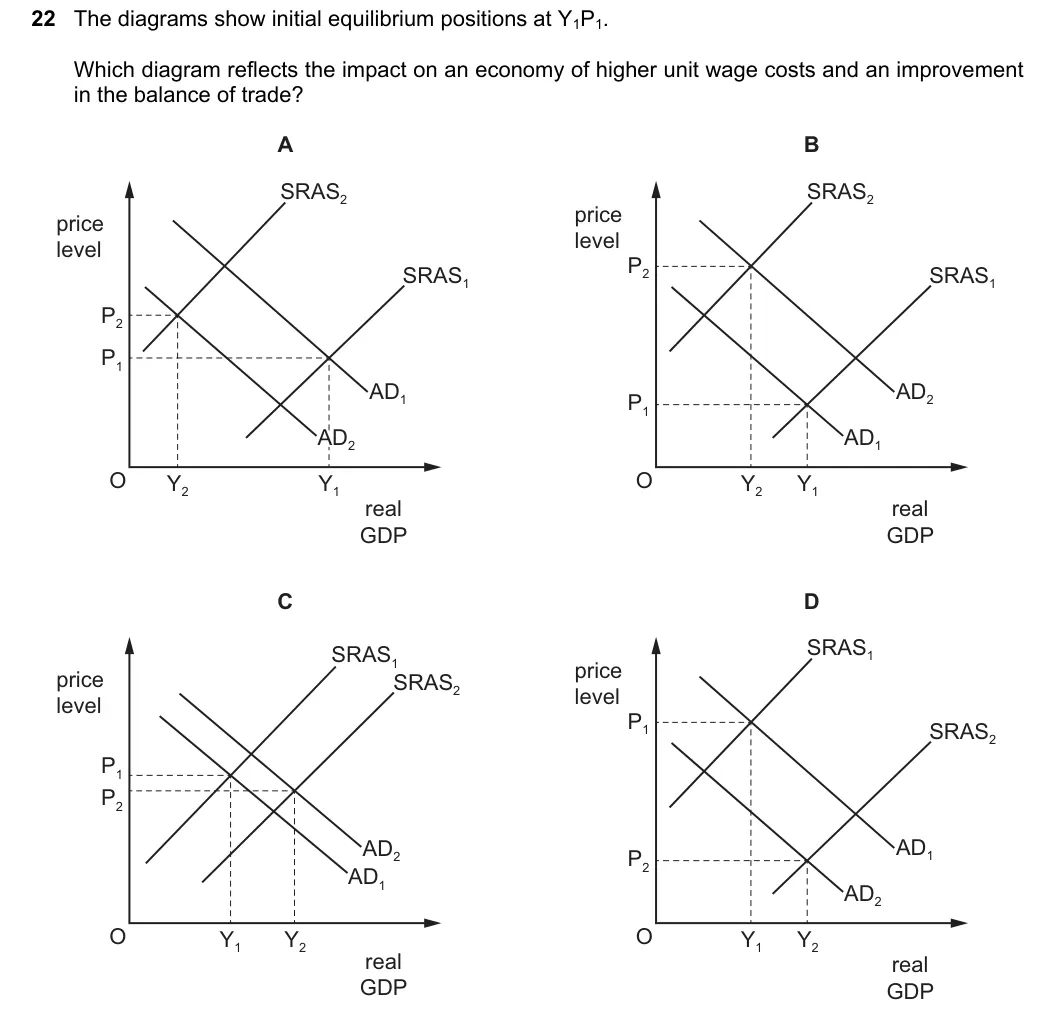 22 The diagrams show initial equilibrium positions at Y₁P₁.
Which diagram reflects the impact on an economy of higher unit wage costs and an improvement
in the balance of trade?
A
price
level
SRAS₂
SRAS₁
P₂
P₁
AD₁
AD₂
O
Y₂
Y₁
real
GDP
B
price
level
SRAS₂
SRAS₁
P₂
P₁
AD₂
AD₁
O
Y₂
Y₁
real
GDP
C
price
level
SRAS₁
SRAS₂
P₁
P₂
AD₂
AD₁
O
Y₁
Y₂
real
GDP
D
price
level
SRAS₁
SRAS₂
P₁
P₂
AD₁
AD₂
O
Y₁
Y₂
real
GDP